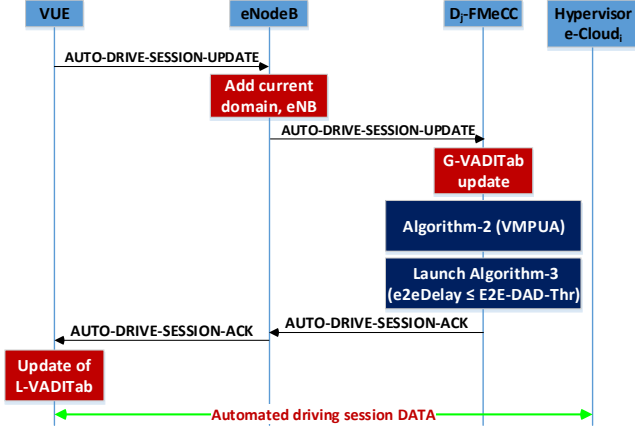 VUE
eNodeB
Dj-FMeCC
Hypervisor
e-Cloudi
AUTO-DRIVE-SESSION-UPDATE
Add current
domain, eNB
AUTO-DRIVE-SESSION-UPDATE
G-VADITab
update
Algorithm-2 (VMPUA)
Launch Algorithm-3
(e2eDelay ≤ E2E-DAD-Thr)
AUTO-DRIVE-SESSION-ACK
AUTO-DRIVE-SESSION-ACK
Update of
L-VADITab
Automated driving session DATA